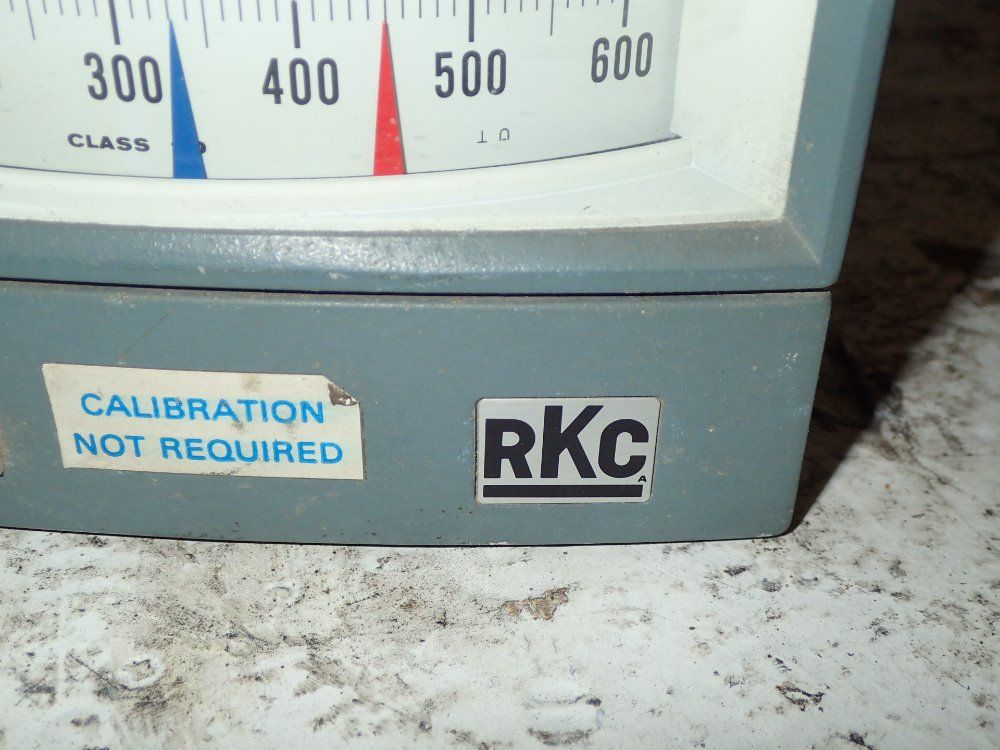 300 400 500 600
CLASS
CALIBRATION
NOT REQUIRED
RKC
A